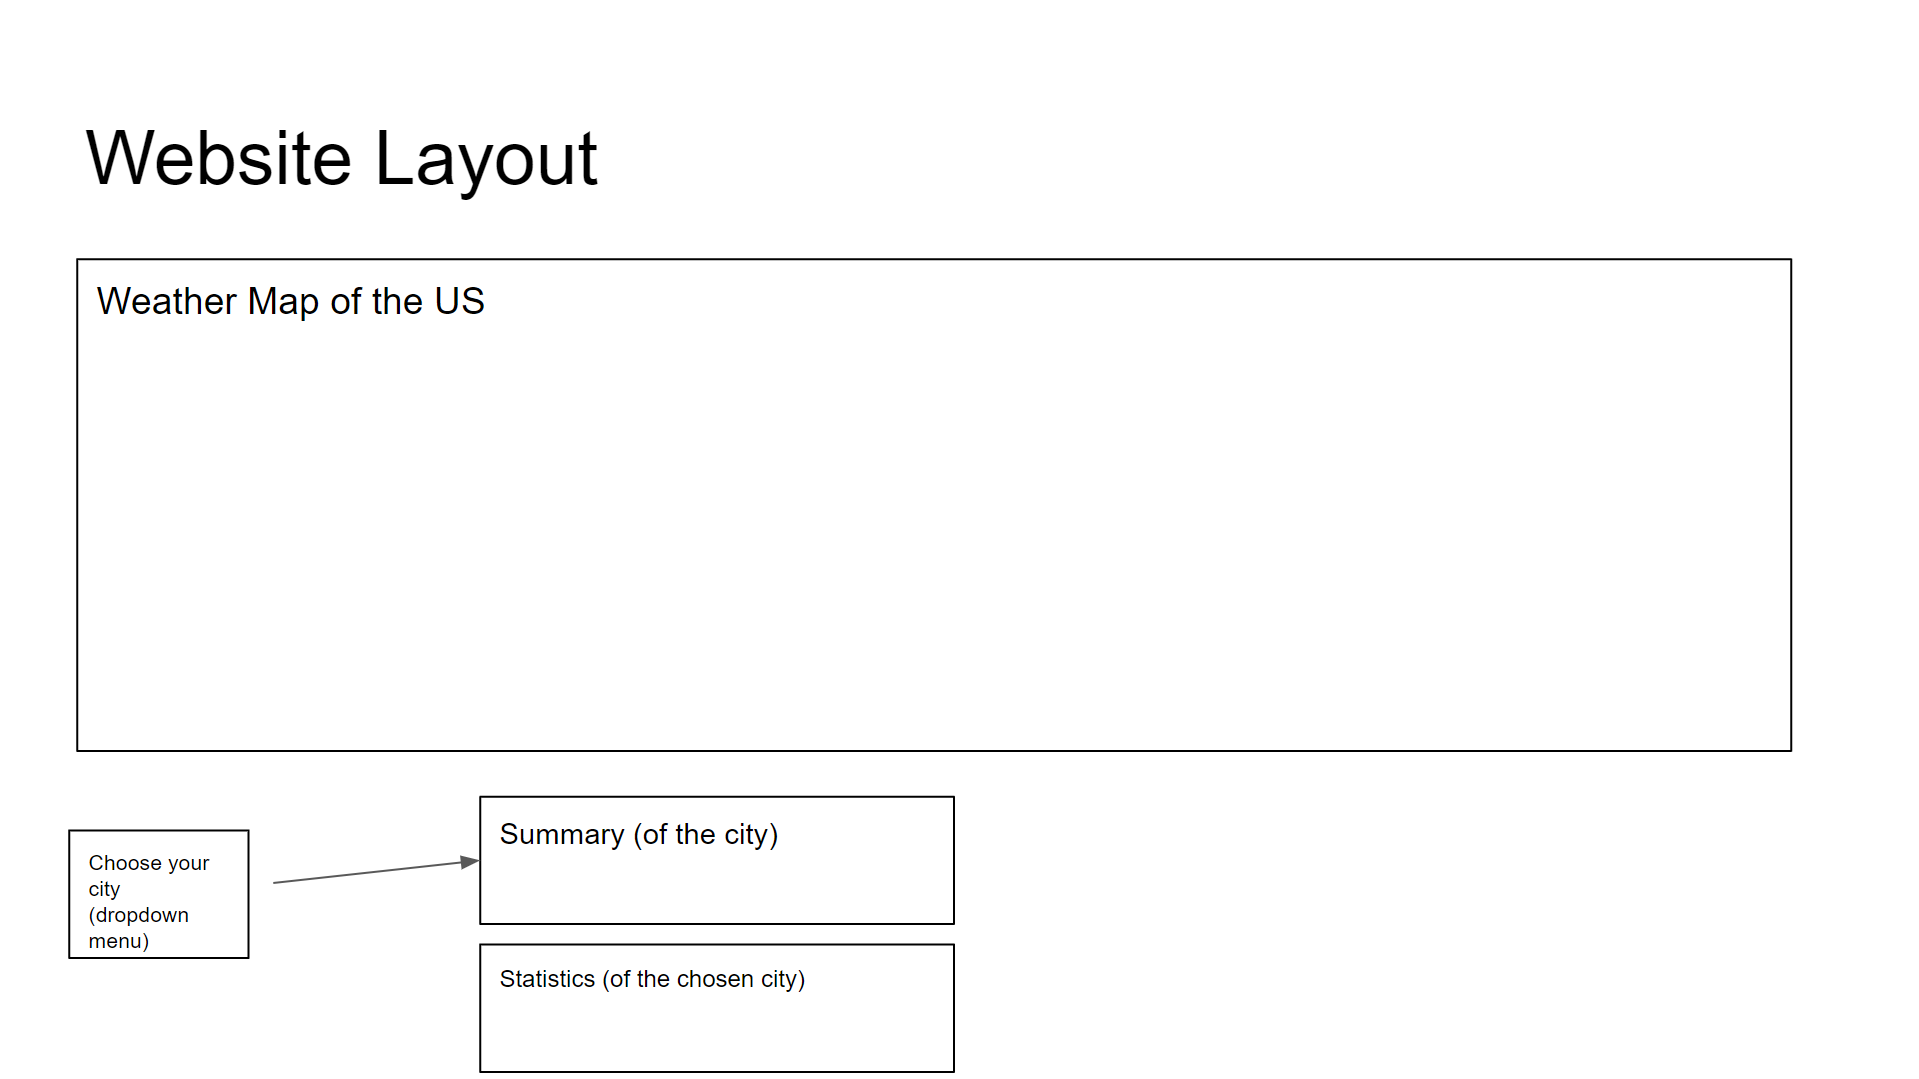 Website Layout
Weather Map of the US
Summary (of the city)
Choose your
city
(dropdown
menu)
Statistics (of the chosen city)